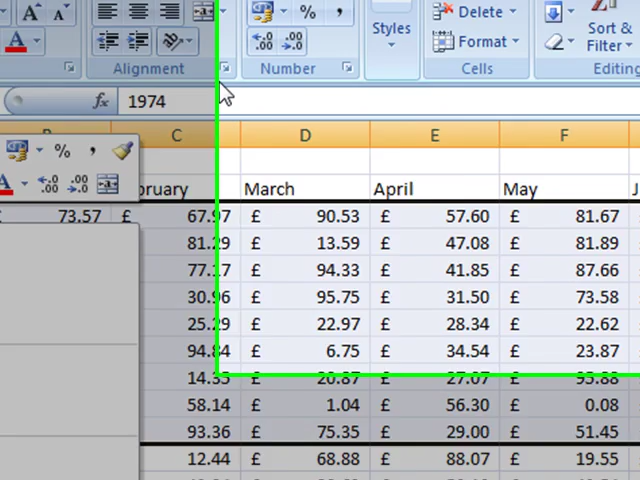 A A Delete Sort &
A Styles Format Filter
Alignment Number Cells Editing
fx 1974
B C D E F
bruary March April May J
£ 73.57 £ 67.97 £ 90.53 £ 57.60 £ 81.67
81.29 £ 13.59 £ 47.08 £ 81.89
77.17 £ 94.33 £ 41.85 £ 87.66
30.96 £ 95.75 £ 31.50 £ 73.58
25.29 £ 22.97 £ 28.34 £ 22.62
94.84 £ 6.75 £ 34.54 £ 23.87
14.35 £ 20.87 £ 27.07 £ 95.88
58.14 £ 1.04 £ 56.30 £ 0.08
93.36 £ 75.35 £ 29.00 £ 51.45
12.44 £ 68.88 £ 88.07 £ 19.55